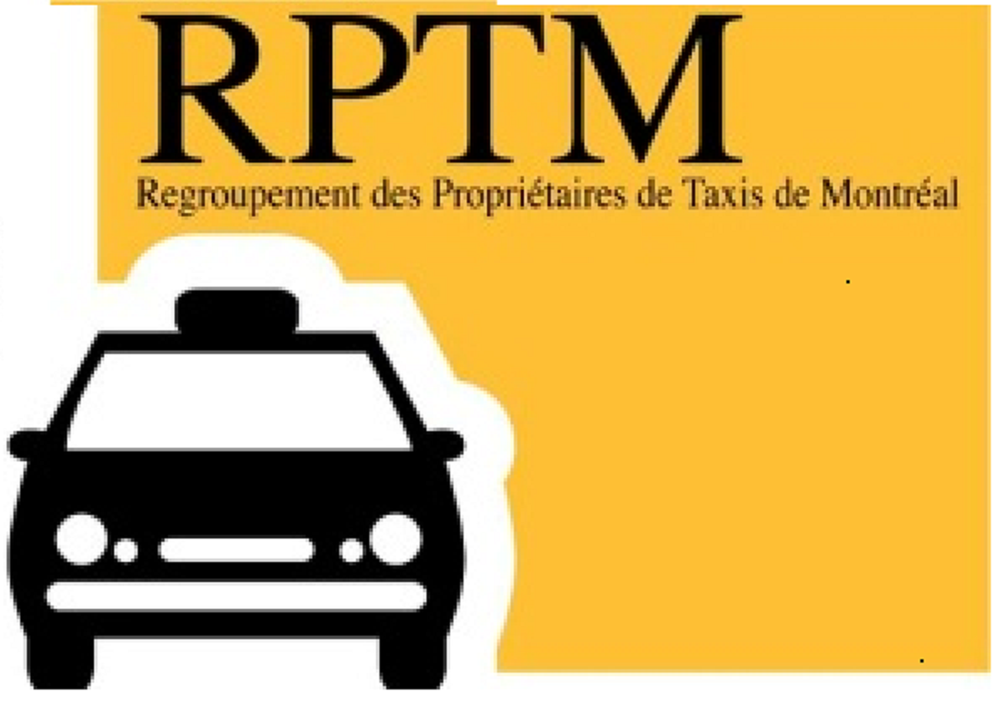 RPTM
Regroupement des Propriétaires de Taxis de Montréal